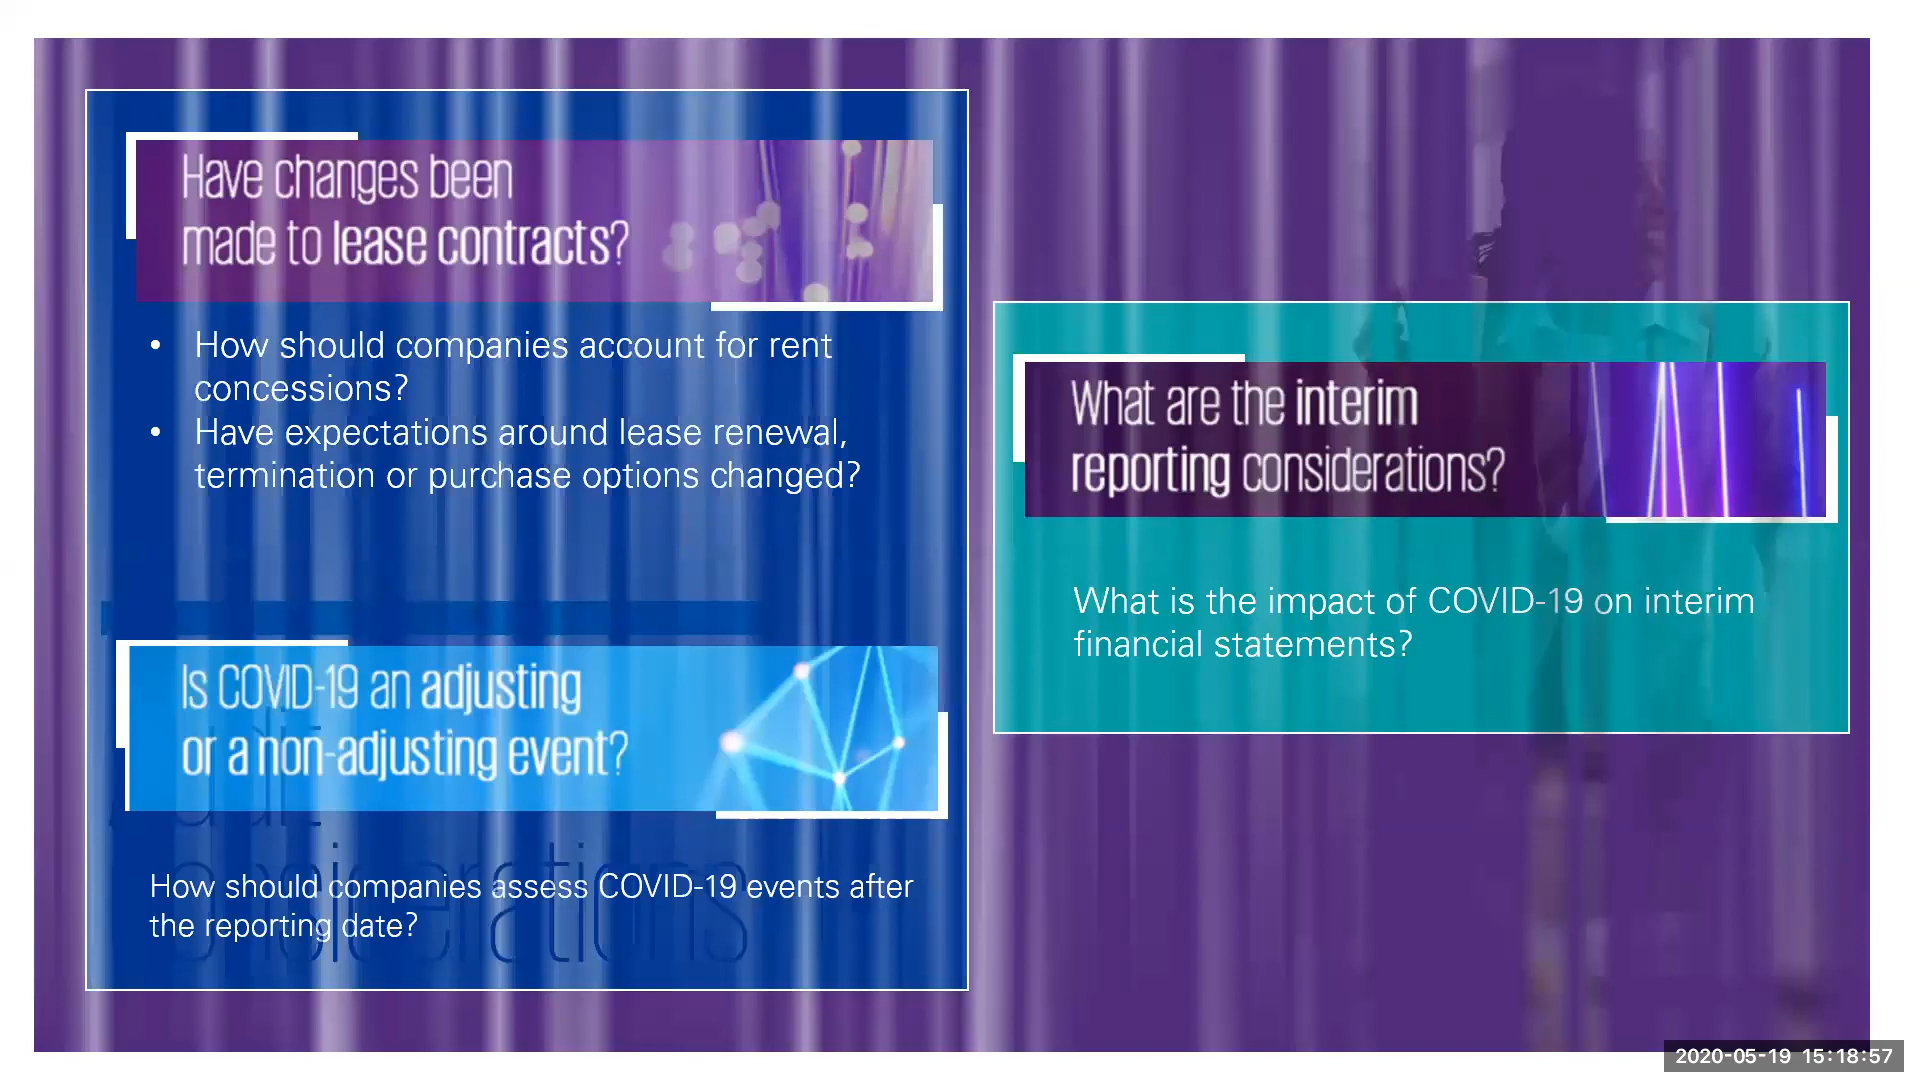 Have changes been
made to lease contracts?
• How should companies account for rent
concessions?
• Have expectations around lease renewal,
termination or purchase options changed?
Is COVID-19 an adjusting
or a non-adjusting event?
How should companies assess COVID-19 events after
the reporting date?
What are the interim
reporting considerations?
What is the impact of COVID-19 on interim
financial statements?
Audit
considerations
2020-05-19 15:18:57